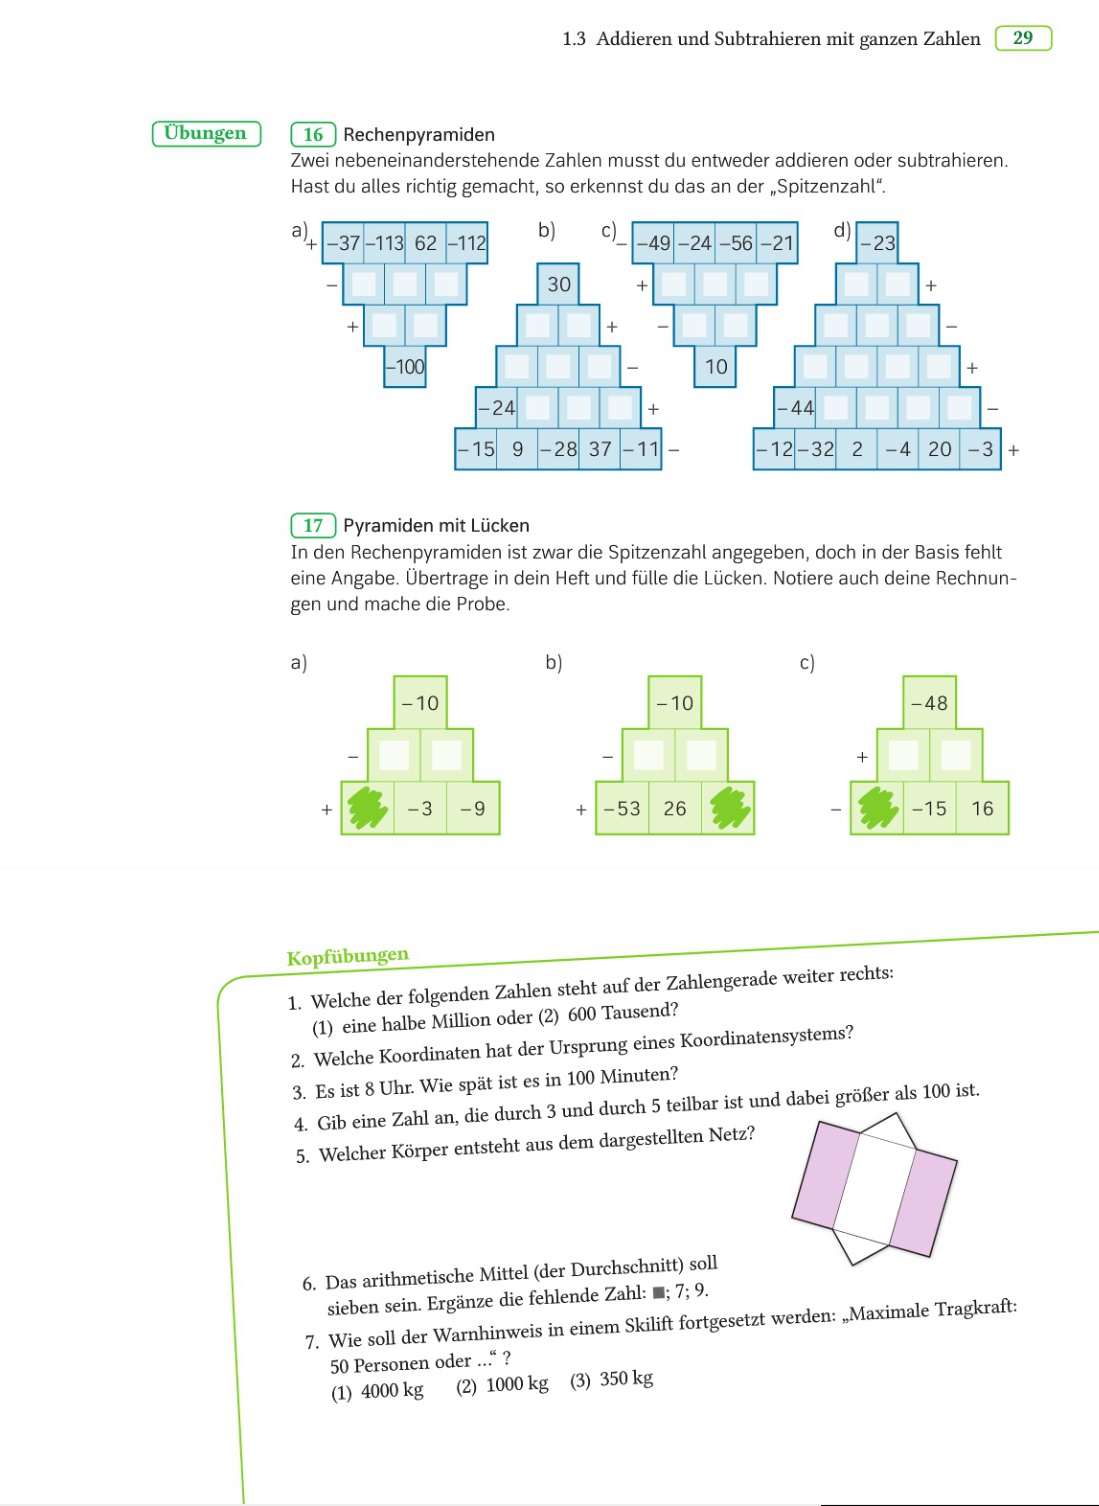 1.3 Addieren und Subtrahieren mit ganzen Zahlen 29
Übungen
16 Rechenpyramiden
Zwei nebeneinanderstehende Zahlen musst du entweder addieren oder subtrahieren.
Hast du alles richtig gemacht, so erkennst du das an der „Spitzenzahl“.
a)
+ −37 −113 62 −112
−
+
−100
b)
30
+
−
−24 +
−15 9 −28 37 −11 −
c)
− −49 −24 −56 −21
+
−
10
d)
−23
+
−
+
−44 −
−12 −32 2 −4 20 −3 +
17 Pyramiden mit Lücken
In den Rechenpyramiden ist zwar die Spitzenzahl angegeben, doch in der Basis fehlt
eine Angabe. Übertrage in dein Heft und fülle die Lücken. Notiere auch deine Rechnun-
gen und mache die Probe.
a)
−10
−
+ −3 −9
b)
−10
−
+ −53 26
c)
−48
+
− −15 16
Kopfübungen
1. Welche der folgenden Zahlen steht auf der Zahlengerade weiter rechts:
(1) eine halbe Million oder (2) 600 Tausend?
2. Welche Koordinaten hat der Ursprung eines Koordinatensystems?
3. Es ist 8 Uhr. Wie spät ist es in 100 Minuten?
4. Gib eine Zahl an, die durch 3 und durch 5 teilbar ist und dabei größer als 100 ist.
5. Welcher Körper entsteht aus dem dargestellten Netz?
6. Das arithmetische Mittel (der Durchschnitt) soll
sieben sein. Ergänze die fehlende Zahl: ■; 7; 9.
7. Wie soll der Warnhinweis in einem Skilift fortgesetzt werden: „Maximale Tragkraft:
50 Personen oder ...“ ?
(1) 4000 kg (2) 1000 kg (3) 350 kg